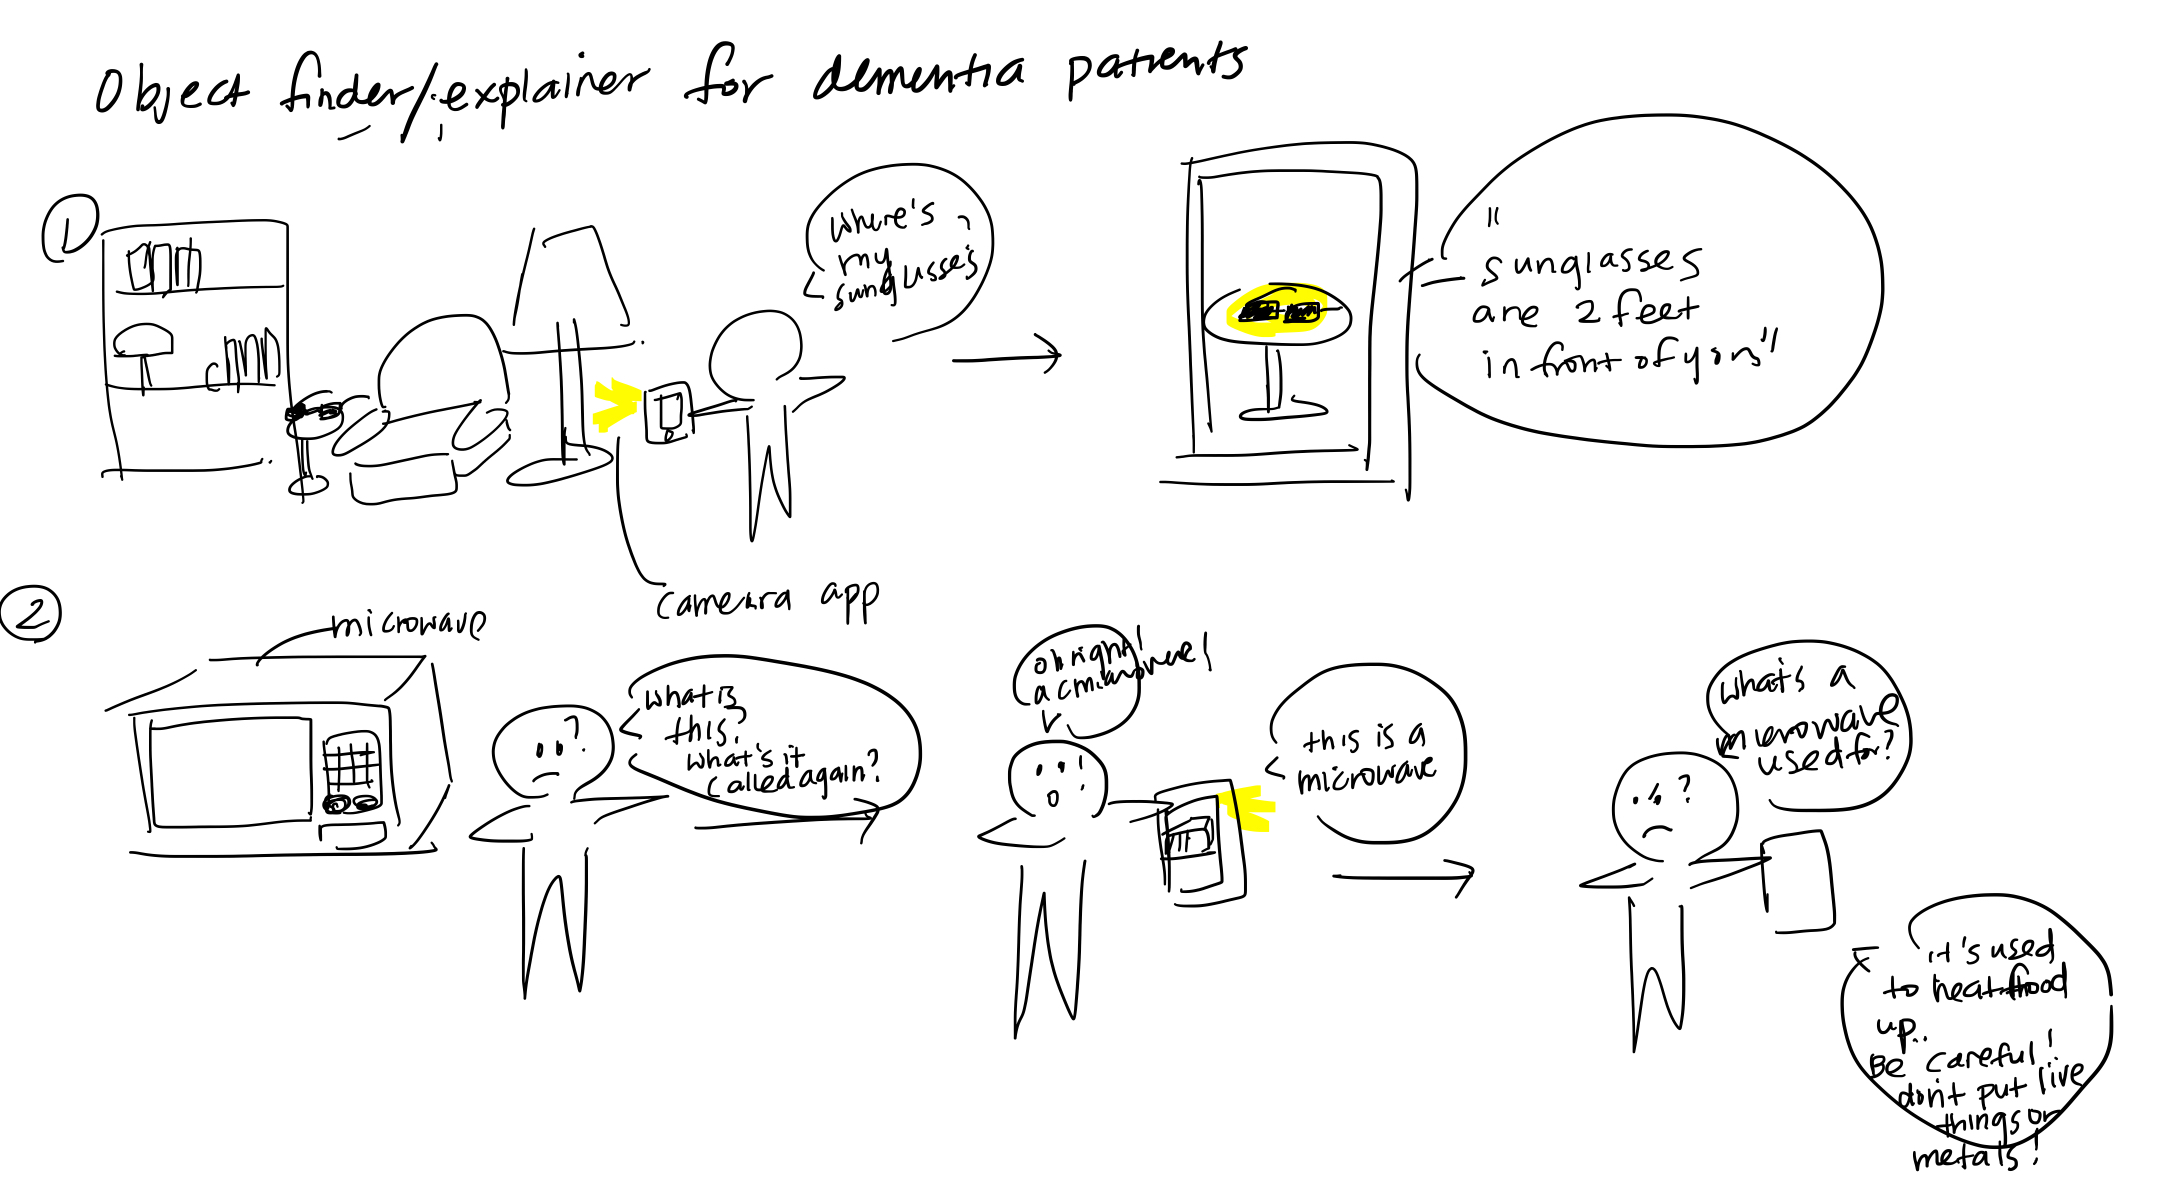 Object finder/explainer for dementia patients
1
where's
my
sunglusses
?
"
sunglasses
are 2 feet
in front of you"
camera app
2
microwave
what is
this?
what's it
called again?
?
oh right!
a microwave!
!
this is a
microwave
what's a
microwave
used for?
?
it's used
to heat food
up..
Be careful!
don't put live
things or
metals!